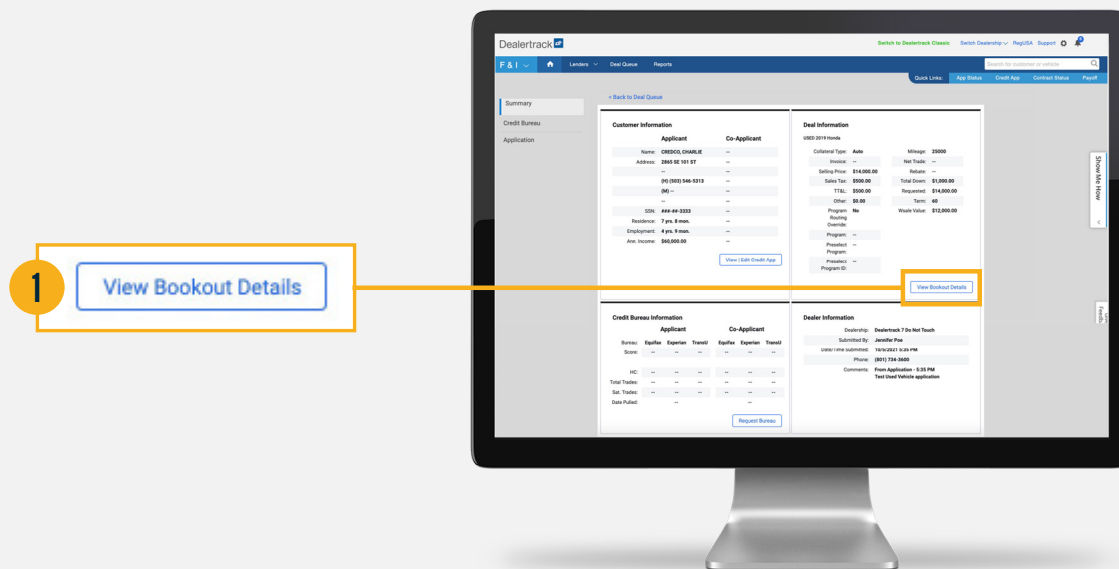 Dealertrack
Switch to Dealertrack Classic Switch Dealership RegUSA Support
F & I Lenders Deal Queue Reports Search for customer or vehicle
Quick Links: App Status Credit App Contract Status Payoff
< Back to Deal Queue
Summary
Credit Bureau
Application
Customer Information
Applicant Co-Applicant
Name: CREDCO, CHARLIE --
Address: 2865 SE 101 ST --
-- --
(H) (503) 546-5313 --
(M) -- --
-- --
SSN: ###-##-3333 --
Residence: 7 yrs. 8 mon. --
Employment: 4 yrs. 9 mon. --
Ann. Income: $60,000.00 --
View | Edit Credit App
Deal Information
USED 2019 Honda
Collateral Type: Auto Mileage: 25000
Invoice: -- Net Trade: --
Selling Price: $14,000.00 Rebate: --
Sales Tax: $500.00 Total Down: $1,000.00
TT&L: $500.00 Requested: $14,000.00
Other: $0.00 Term: 60
Program No Wsale Value: $12,000.00
Routing
Override:
Program: --
Preselect --
Program:
Preselect --
Program ID:
View Bookout Details
1
View Bookout Details
Credit Bureau Information
Applicant Co-Applicant
Bureau: Equifax Experian TransU Equifax Experian TransU
Score: -- -- -- -- -- --
HC: -- -- -- -- -- --
Total Trades: -- -- -- -- -- --
Sat. Trades: -- -- -- -- -- --
Date Pulled: -- --
Request Bureau
Dealer Information
Dealership: Dealertrack 7 Do Not Touch
Submitted By: Jennifer Poe
Date/Time Submitted: 10/5/2021 5:35 PM
Phone: (801) 734-3600
Comments: From Application - 5:35 PM
Test Used Vehicle application
Show Me How